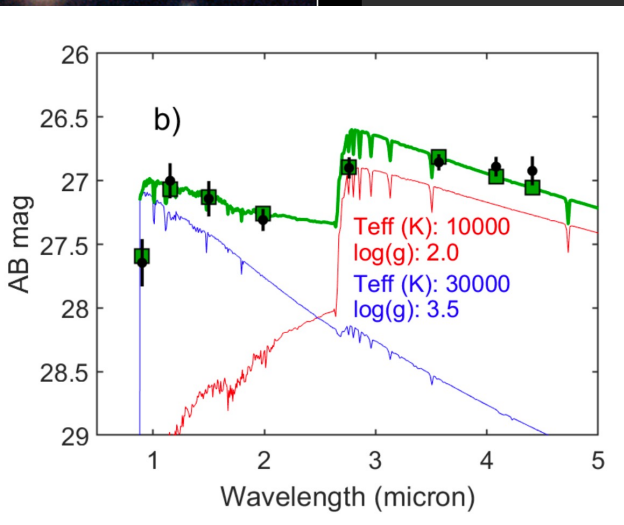 b)
26
26.5
27
27.5
28
28.5
29
AB mag
Teff (K): 10000
log(g): 2.0
Teff (K): 30000
log(g): 3.5
1 2 3 4 5
Wavelength (micron)